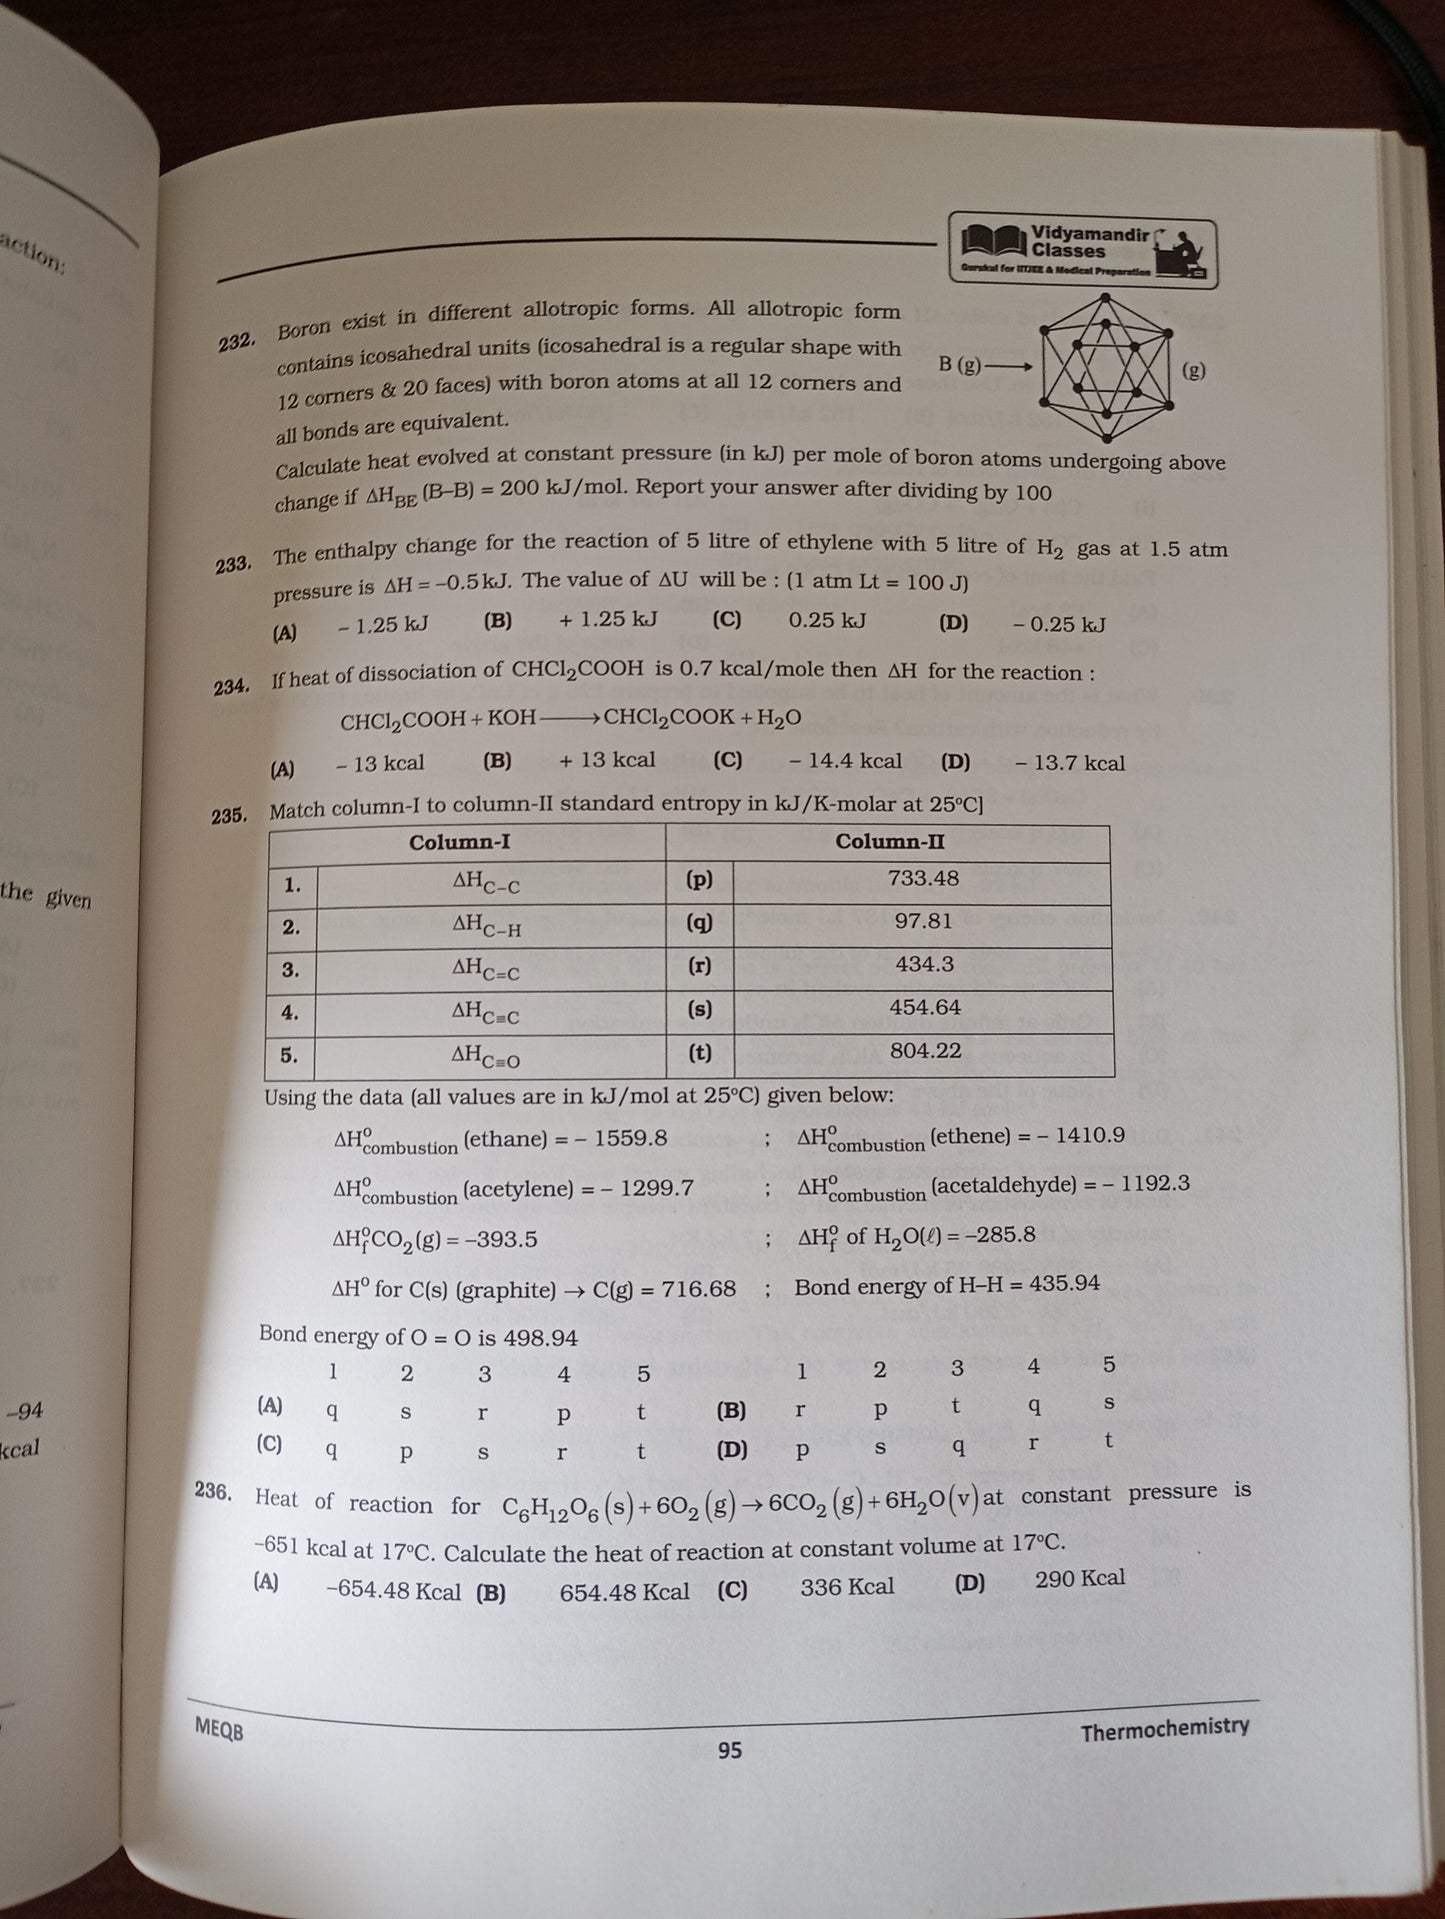 action:
the given
–94
kcal
Vidyamandir
Classes
Gurukul for IITJEE & Medical Preparation
232. Boron exist in different allotropic forms. All allotropic form
contains icosahedral units (icosahedral is a regular shape with
12 corners & 20 faces) with boron atoms at all 12 corners and
all bonds are equivalent.
B (g) ⟶ (g)
Calculate heat evolved at constant pressure (in kJ) per mole of boron atoms undergoing above
change if ΔH_BE (B–B) = 200 kJ/mol. Report your answer after dividing by 100
233. The enthalpy change for the reaction of 5 litre of ethylene with 5 litre of H₂ gas at 1.5 atm
pressure is ΔH = –0.5 kJ. The value of ΔU will be : (1 atm Lt = 100 J)
(A) – 1.25 kJ (B) + 1.25 kJ (C) 0.25 kJ (D) – 0.25 kJ
234. If heat of dissociation of CHCl₂COOH is 0.7 kcal/mole then ΔH for the reaction :
CHCl₂COOH + KOH ⟶ CHCl₂COOK + H₂O
(A) – 13 kcal (B) + 13 kcal (C) – 14.4 kcal (D) – 13.7 kcal
235. Match column-I to column-II standard entropy in kJ/K-molar at 25°C]
Column-I Column-II
1. ΔH_C–C (p) 733.48
2. ΔH_C–H (q) 97.81
3. ΔH_C=C (r) 434.3
4. ΔH_C≡C (s) 454.64
5. ΔH_C≡O (t) 804.22
Using the data (all values are in kJ/mol at 25°C) given below:
ΔH°combustion (ethane) = – 1559.8 ; ΔH°combustion (ethene) = – 1410.9
ΔH°combustion (acetylene) = – 1299.7 ; ΔH°combustion (acetaldehyde) = – 1192.3
ΔH°f CO₂(g) = –393.5 ; ΔH°f of H₂O(ℓ) = –285.8
ΔH° for C(s) (graphite) → C(g) = 716.68 ; Bond energy of H–H = 435.94
Bond energy of O = O is 498.94
1 2 3 4 5 1 2 3 4 5
(A) q s r p t (B) r p t q s
(C) q p s r t (D) p s q r t
236. Heat of reaction for C₆H₁₂O₆(s) + 6O₂(g) → 6CO₂(g) + 6H₂O(v) at constant pressure is
–651 kcal at 17°C. Calculate the heat of reaction at constant volume at 17°C.
(A) –654.48 Kcal (B) 654.48 Kcal (C) 336 Kcal (D) 290 Kcal
MEQB 95 Thermochemistry